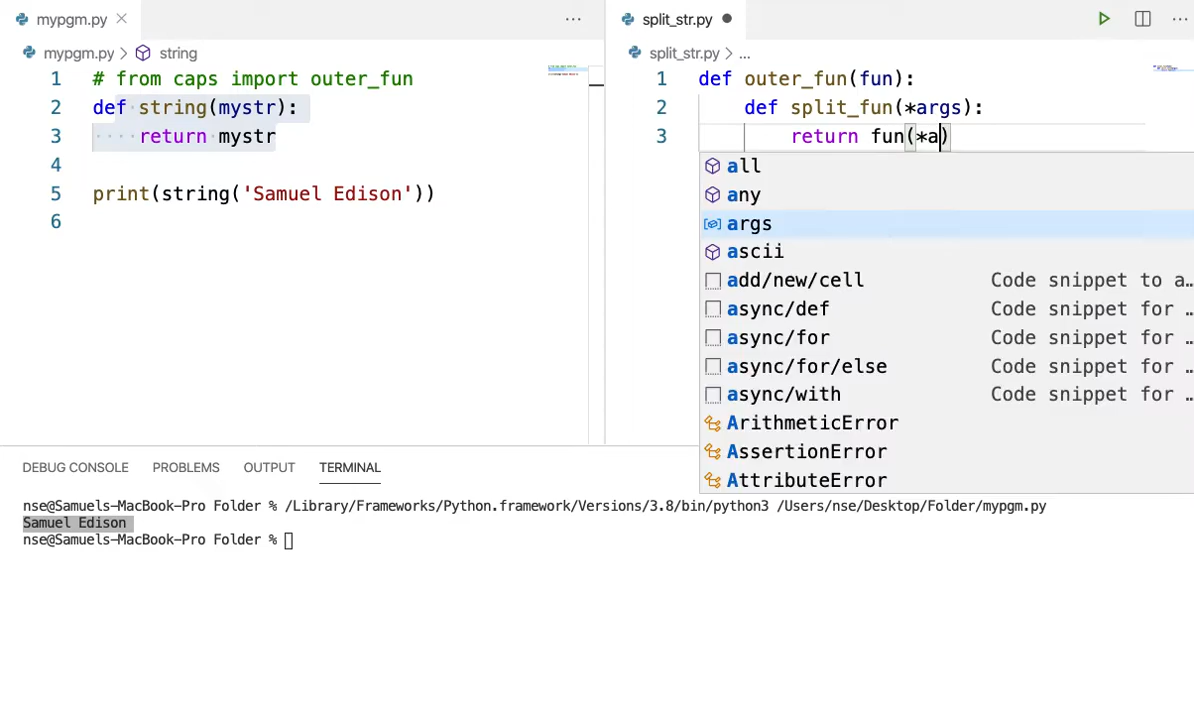 mypgm.py
mypgm.py > string
1 # from caps import outer_fun
2 def string(mystr):
3 return mystr
4
5 print(string('Samuel Edison'))
6
split_str.py
split_str.py > ...
1 def outer_fun(fun):
2 def split_fun(*args):
3 return fun(*a)
all
any
args
ascii
add/new/cell Code snippet to a…
async/def Code snippet for …
async/for Code snippet for …
async/for/else Code snippet for …
async/with Code snippet for …
ArithmeticError
AssertionError
AttributeError
DEBUG CONSOLE PROBLEMS OUTPUT TERMINAL
nse@Samuels-MacBook-Pro Folder % /Library/Frameworks/Python.framework/Versions/3.8/bin/python3 /Users/nse/Desktop/Folder/mypgm.py
Samuel Edison
nse@Samuels-MacBook-Pro Folder %